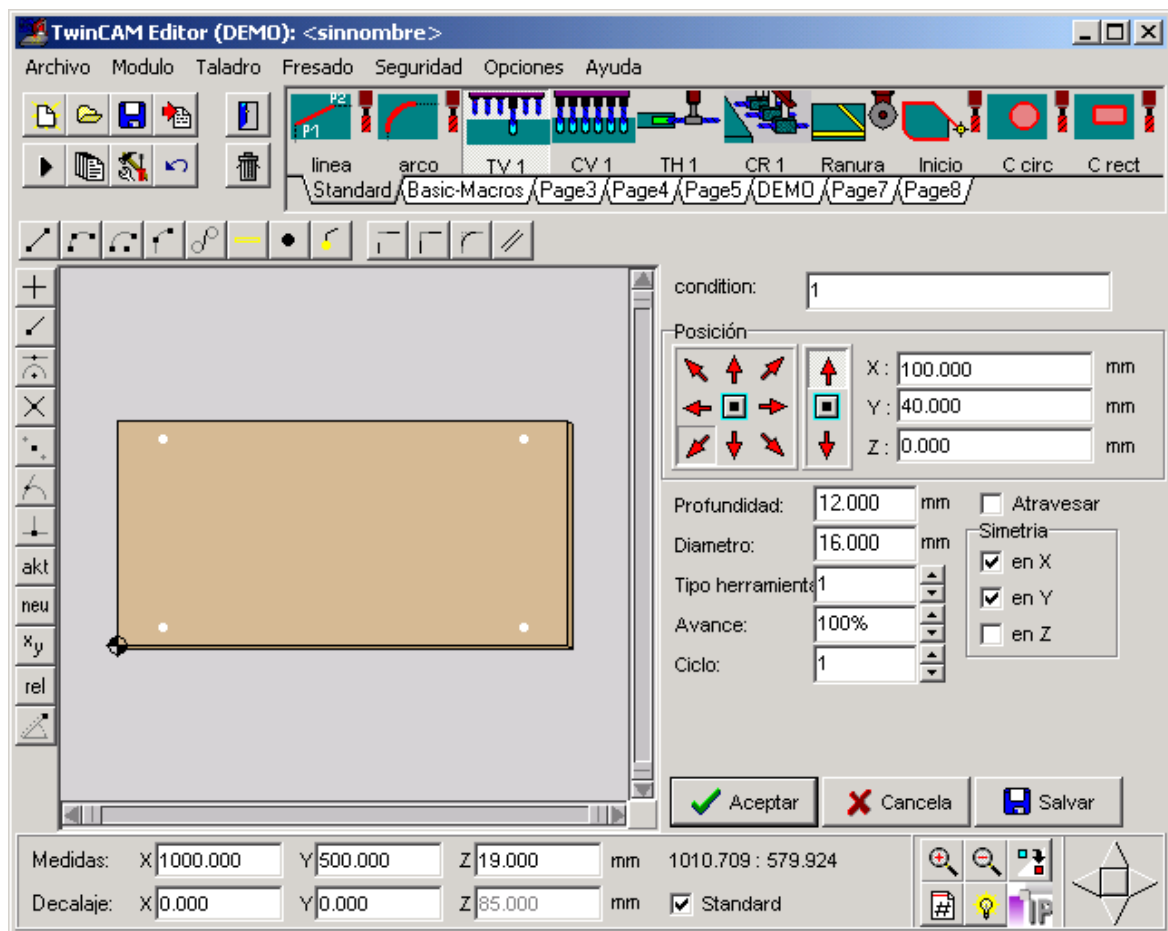 TwinCAM Editor (DEMO): <sinnombre>
Archivo Modulo Taladro Fresado Seguridad Opciones Ayuda
P2
P1
linea arco TV 1 CV 1 TH 1 CR 1 Ranura Inicio C circ C rect
Standard Basic-Macros Page3 Page4 Page5 DEMO Page7 Page8
condition: 1
Posición
X : 100.000 mm
Y : 40.000 mm
Z : 0.000 mm
Profundidad: 12.000 mm Atravesar
Diametro: 16.000 mm
Simetria
en X
en Y
en Z
Tipo herramienta 1
Avance: 100%
Ciclo: 1
akt
neu
xy
rel
Aceptar Cancela Salvar
Medidas: X 1000.000 Y 500.000 Z 19.000 mm 1010.709 : 579.924
Decalaje: X 0.000 Y 0.000 Z 85.000 mm Standard
# IP